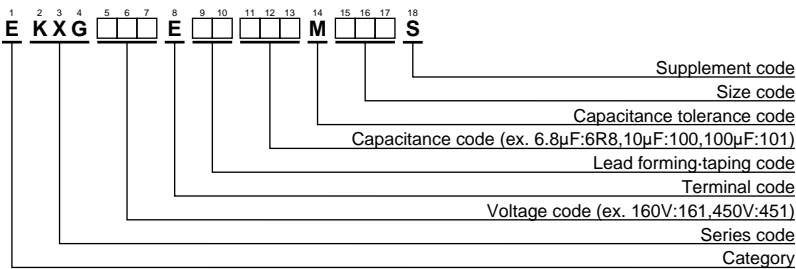 1 2 3 4 5 6 7 8 9 10 11 12 13 14 15 16 17 18
E K X G □□□ E □□ □□□ M □□□ S
Supplement code
Size code
Capacitance tolerance code
Capacitance code (ex. 6.8μF:6R8,10μF:100,100μF:101)
Lead forming·taping code
Terminal code
Voltage code (ex. 160V:161,450V:451)
Series code
Category